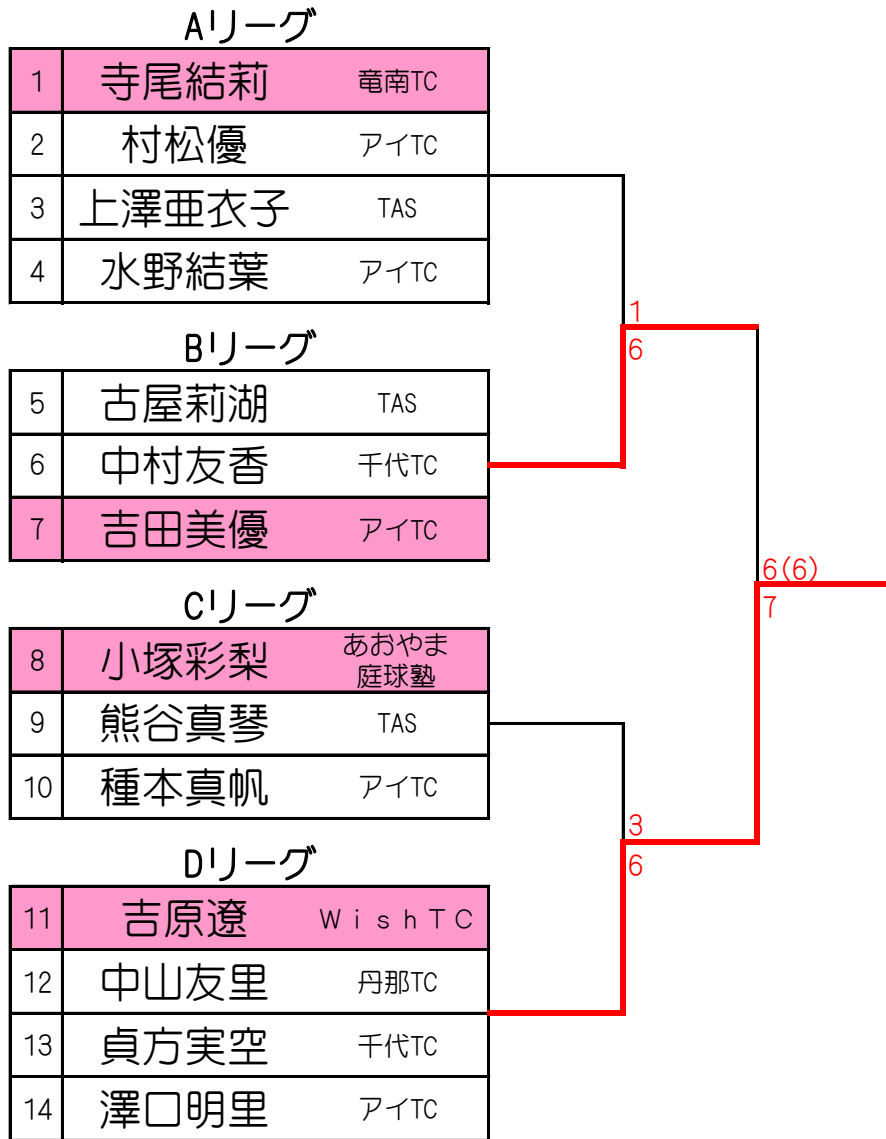 Aリーグ
1 寺尾結莉 竜南TC
2 村松優 アイTC
3 上澤亜衣子 TAS
4 水野結葉 アイTC
1
6
Bリーグ
5 古屋莉湖 TAS
6 中村友香 千代TC
7 吉田美優 アイTC
6(6)
7
Cリーグ
8 小塚彩梨 あおやま
庭球塾
9 熊谷真琴 TAS
10 種本真帆 アイTC
3
6
Dリーグ
11 吉原遼 WishTC
12 中山友里 丹那TC
13 貞方実空 千代TC
14 澤口明里 アイTC